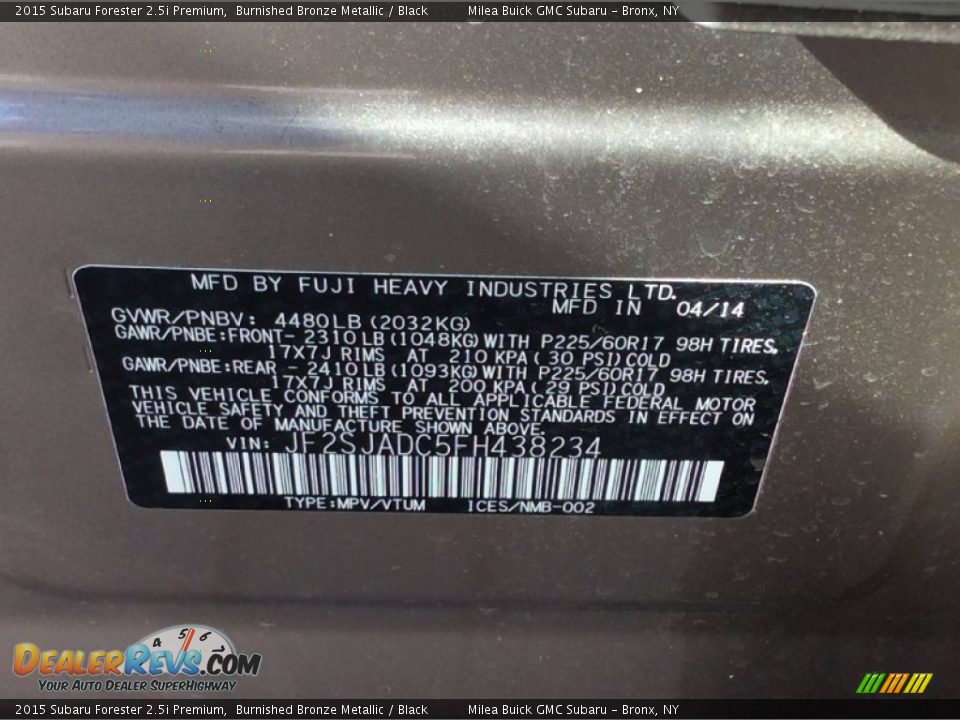 2015 Subaru Forester 2.5i Premium, Burnished Bronze Metallic / Black Milea Buick GMC Subaru - Bronx, NY
MFD BY FUJI HEAVY INDUSTRIES LTD.
MFD IN 04/14
GVWR/PNBV: 4480LB (2032KG)
GAWR/PNBE:FRONT- 2310LB (1048KG) WITH P225/60R17 98H TIRES,
17X7J RIMS AT 210 KPA ( 30 PSI) COLD
GAWR/PNBE:REAR - 2410LB (1093KG) WITH P225/60R17 98H TIRES,
17X7J RIMS AT 200 KPA ( 29 PSI) COLD
THIS VEHICLE CONFORMS TO ALL APPLICABLE FEDERAL MOTOR
VEHICLE SAFETY AND THEFT PREVENTION STANDARDS IN EFFECT ON
THE DATE OF MANUFACTURE SHOWN ABOVE.
VIN: JF2SJADC5FH438234
TYPE:MPV/VTUM ICES/NMB-002
4 5 6
DEALERREVS.COM
YOUR AUTO DEALER SUPERHIGHWAY
2015 Subaru Forester 2.5i Premium, Burnished Bronze Metallic / Black Milea Buick GMC Subaru - Bronx, NY